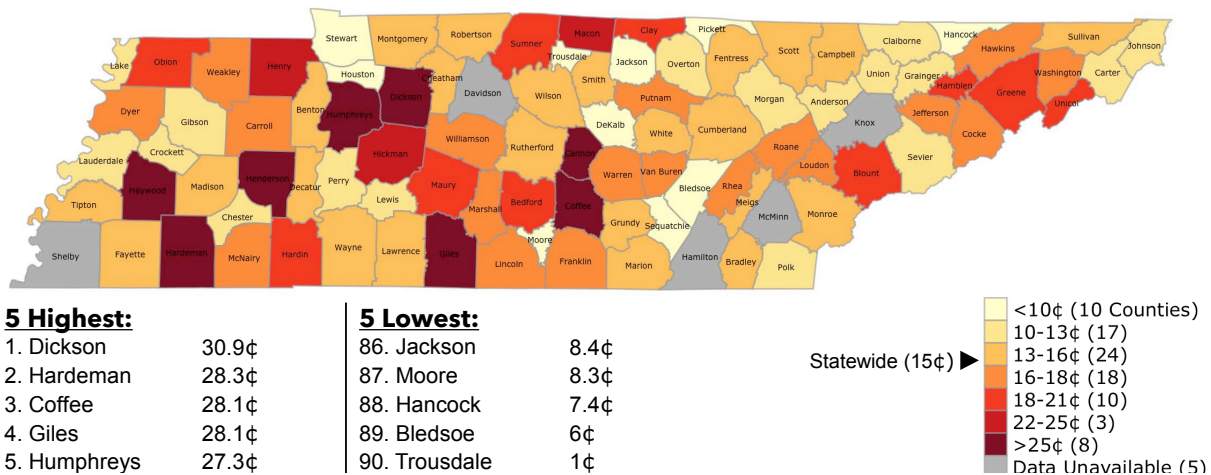 Stewart
Montgomery
Robertson
Sumner
Macon
Clay
Pickett
Hancock
Sullivan
Johnson
Lake
Obion
Weakley
Henry
Houston
Cheatham
Davidson
Trousdale
Jackson
Overton
Fentress
Scott
Campbell
Claiborne
Union
Grainger
Hawkins
Hamblen
Greene
Washington
Carter
Unicoi
Dyer
Gibson
Carroll
Benton
Humphreys
Dickson
Wilson
Smith
Putnam
Morgan
Anderson
Knox
Jefferson
Cocke
Lauderdale
Crockett
Williamson
Rutherford
DeKalb
White
Cumberland
Roane
Loudon
Blount
Sevier
Tipton
Haywood
Madison
Henderson
Decatur
Perry
Hickman
Lewis
Maury
Marshall
Bedford
Cannon
Coffee
Warren
Van Buren
Bledsoe
Rhea
Meigs
McMinn
Monroe
Shelby
Fayette
Hardeman
Chester
McNairy
Hardin
Wayne
Lawrence
Giles
Lincoln
Moore
Franklin
Grundy
Sequatchie
Marion
Hamilton
Bradley
Polk
5 Highest:
1. Dickson 30.9¢
2. Hardeman 28.3¢
3. Coffee 28.1¢
4. Giles 28.1¢
5. Humphreys 27.3¢
5 Lowest:
86. Jackson 8.4¢
87. Moore 8.3¢
88. Hancock 7.4¢
89. Bledsoe 6¢
90. Trousdale 1¢
Statewide (15¢)
<10¢ (10 Counties)
10-13¢ (17)
13-16¢ (24)
16-18¢ (18)
18-21¢ (10)
22-25¢ (3)
>25¢ (8)
Data Unavailable (5)